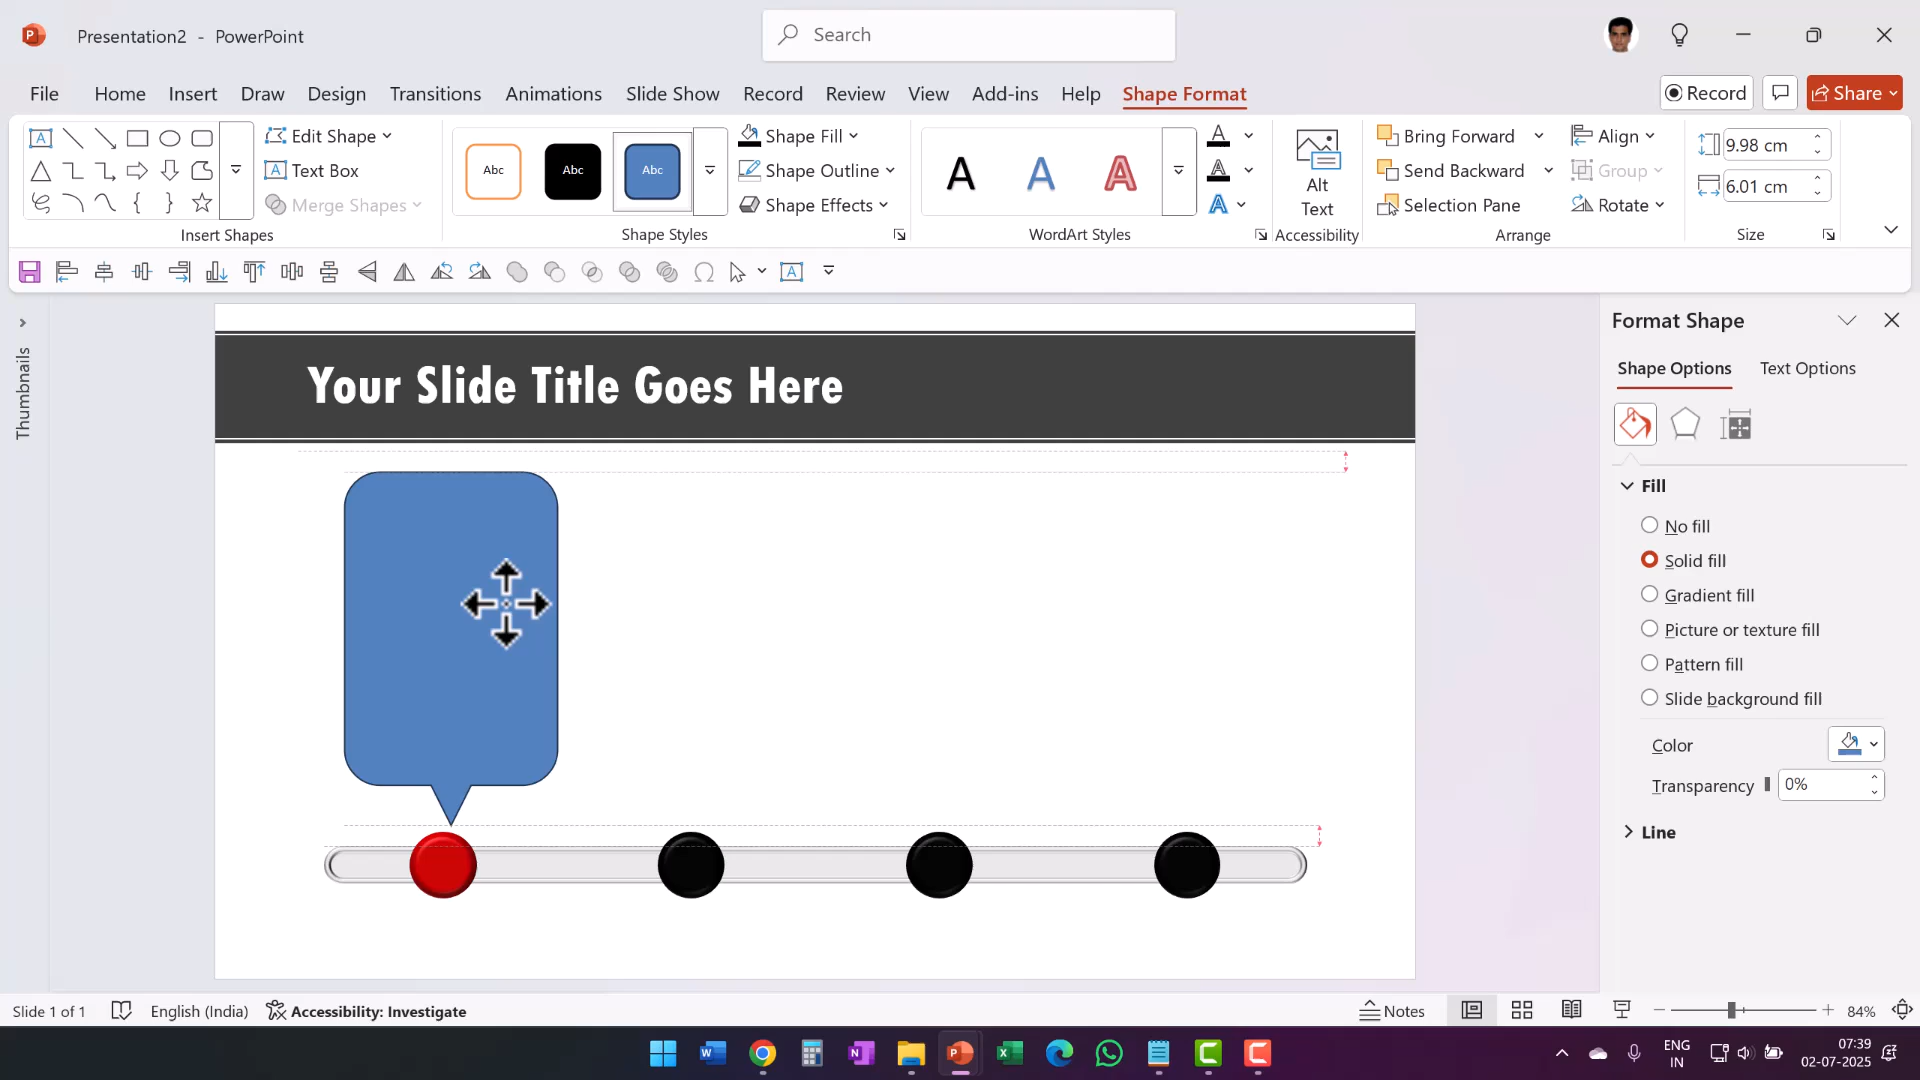 Presentation2 - PowerPoint
Search
File Home Insert Draw Design Transitions Animations Slide Show Record Review View Add-ins Help Shape Format
Record
Share
Edit Shape
Text Box
Merge Shapes
Insert Shapes
Abc Abc Abc
Shape Fill
Shape Outline
Shape Effects
Shape Styles
A A A
WordArt Styles
Alt
Text
Accessibility
Bring Forward
Send Backward
Selection Pane
Align
Group
Rotate
Arrange
9.98 cm
6.01 cm
Size
Thumbnails
Your Slide Title Goes Here
Format Shape
Shape Options Text Options
Fill
No fill
Solid fill
Gradient fill
Picture or texture fill
Pattern fill
Slide background fill
Color
Transparency 0%
Line
Slide 1 of 1 English (India) Accessibility: Investigate
Notes
84%
ENG
IN
07:39
02-07-2025